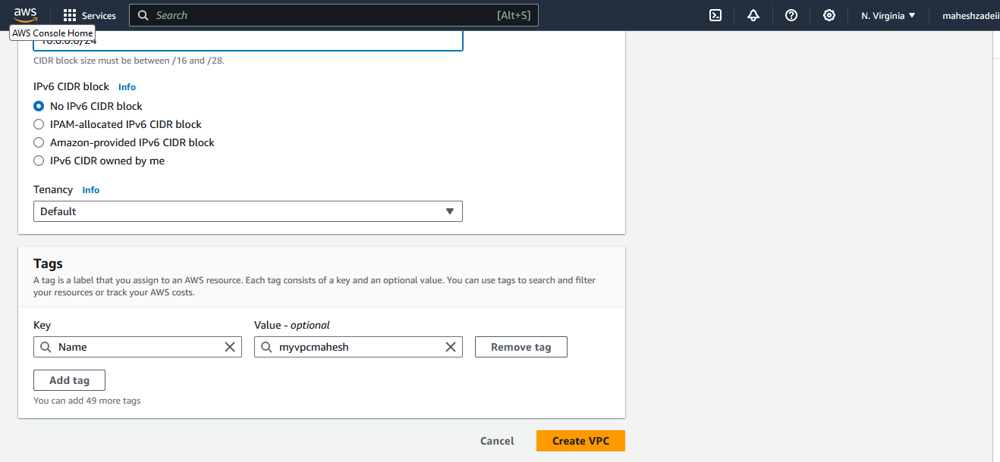 aws
Services
Search
[Alt+S]
N. Virginia
maheshzadeii
AWS Console Home
10.0.0.0/24
CIDR block size must be between /16 and /28.
IPv6 CIDR block Info
No IPv6 CIDR block
IPAM-allocated IPv6 CIDR block
Amazon-provided IPv6 CIDR block
IPv6 CIDR owned by me
Tenancy Info
Default
Tags
A tag is a label that you assign to an AWS resource. Each tag consists of a key and an optional value. You can use tags to search and filter
your resources or track your AWS costs.
Key
Value - optional
Name
myvpcmahesh
Remove tag
Add tag
You can add 49 more tags
Cancel
Create VPC